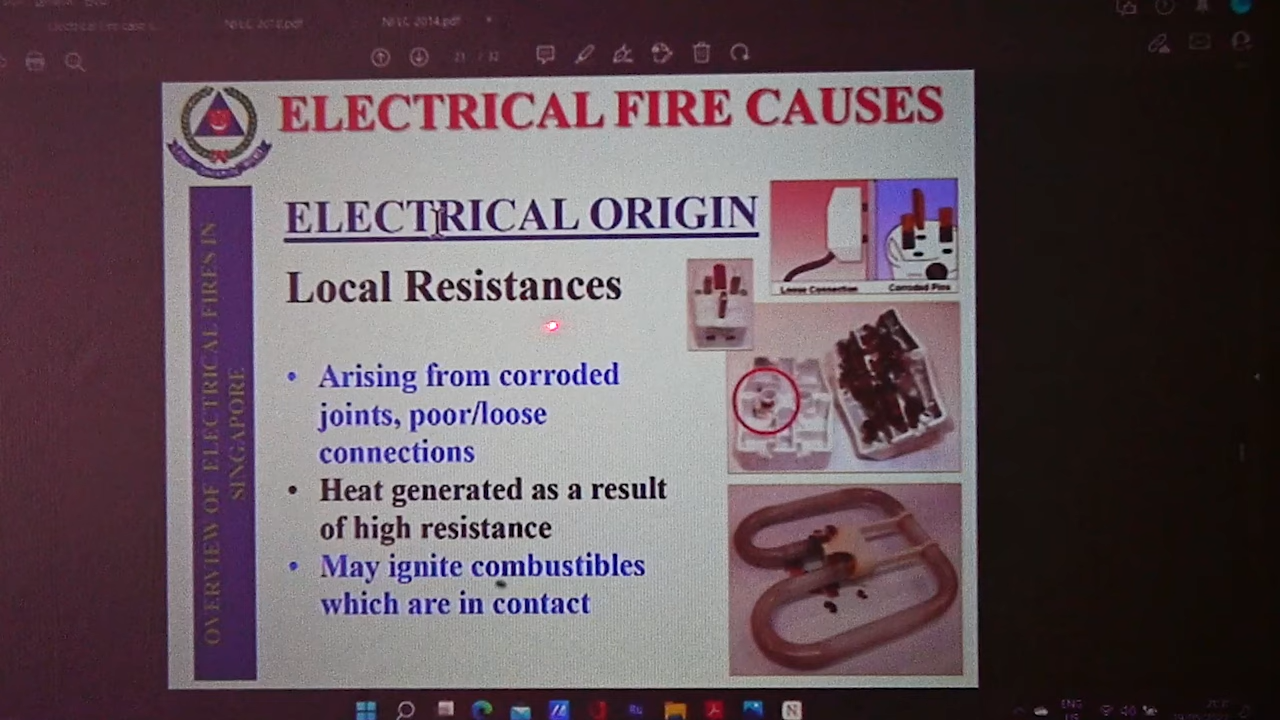 NFEC 2014.pdf
21 / 32
ELECTRICAL FIRE CAUSES
OVERVIEW OF ELECTRICAL FIRES IN
SINGAPORE
ELECTRICAL ORIGIN
Local Resistances
Loose Connection
Corroded Pins
• Arising from corroded
joints, poor/loose
connections
• Heat generated as a result
of high resistance
• May ignite combustibles
which are in contact
ENG